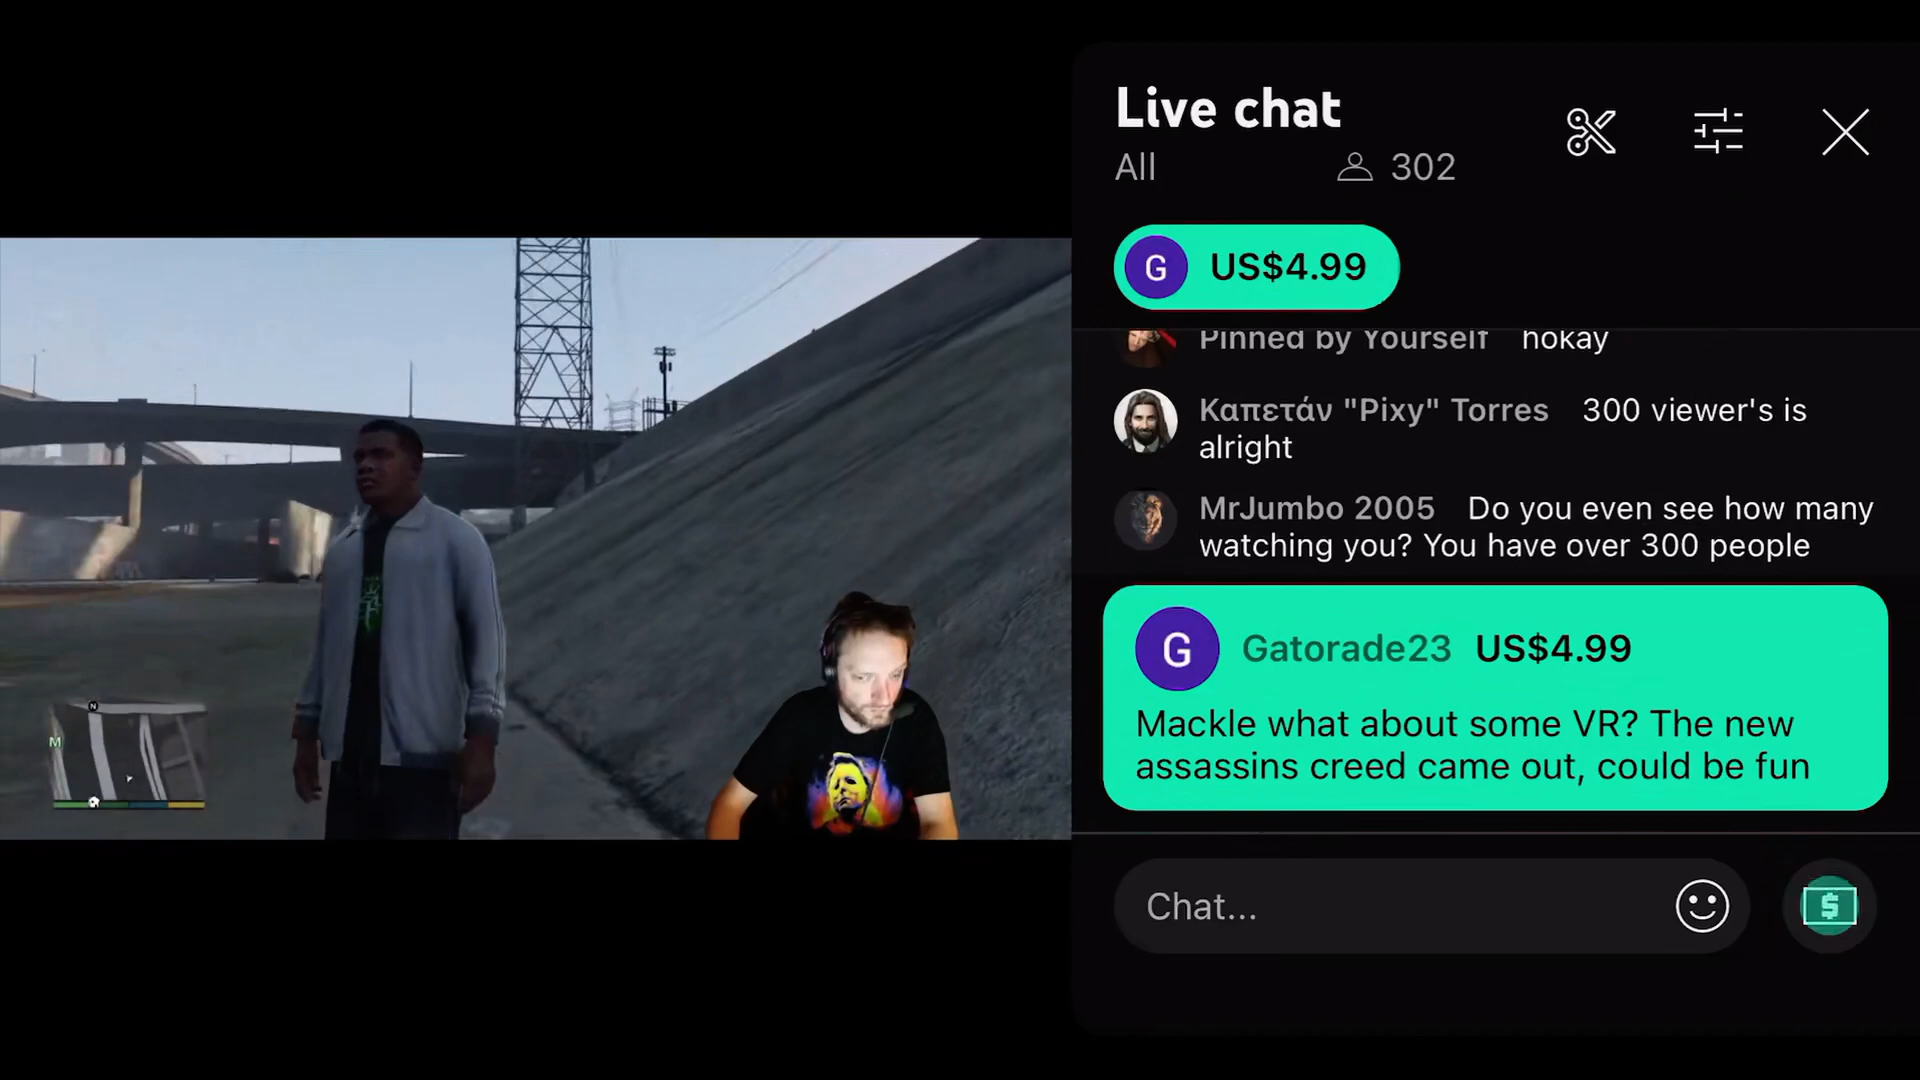 Live chat
All 302
G US$4.99
Pinned by Yourself hokay
Καπετάν "Pixy" Torres 300 viewer's is
alright
MrJumbo 2005 Do you even see how many
watching you? You have over 300 people
G Gatorade23 US$4.99
Mackle what about some VR? The new
assassins creed came out, could be fun
Chat...
$
N
M